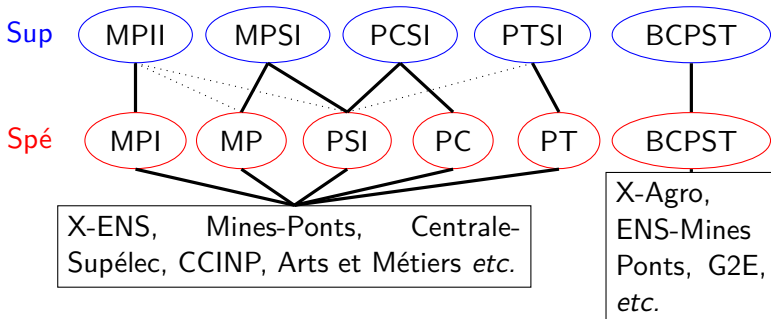 Sup MPII MPSI PCSI PTSI BCPST
Spé MPI MP PSI PC PT BCPST
X-ENS, Mines-Ponts, Centrale-
Supélec, CCINP, Arts et Métiers etc.
X-Agro,
ENS-Mines
Ponts, G2E,
etc.